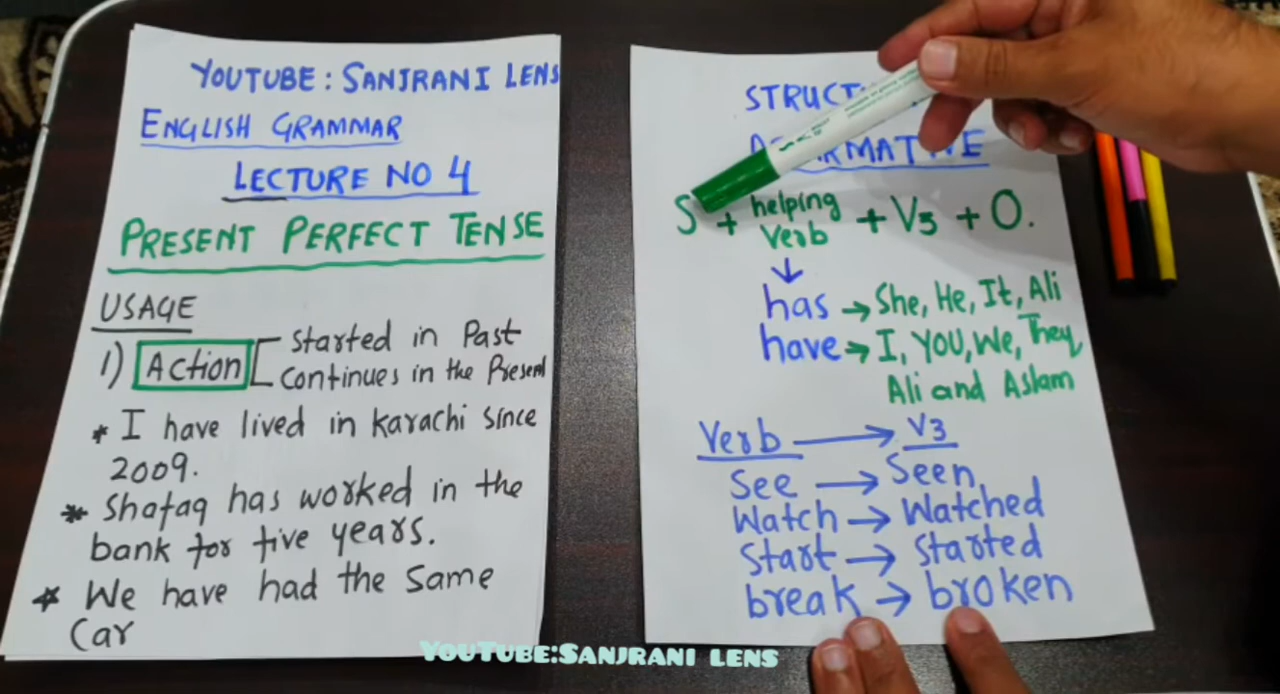 YOUTUBE: SANJRANI LENS
ENGLISH GRAMMAR
LECTURE NO 4
PRESENT PERFECT TENSE
USAGE
1) Action Started in Past
Continues in the Present
* I have lived in Karachi Since
2009.
* Shafaq has worked in the
bank for five years.
* We have had the Same
Car
S + helping Verb + V3 + O.
↓
has → She, He, It, Ali
have → I, YOU, We, They,
Ali and Aslam
Verb → V3
See → Seen
Watch → Watched
Start → Started
break → broken
YOUTUBE:SANJRANI LENS